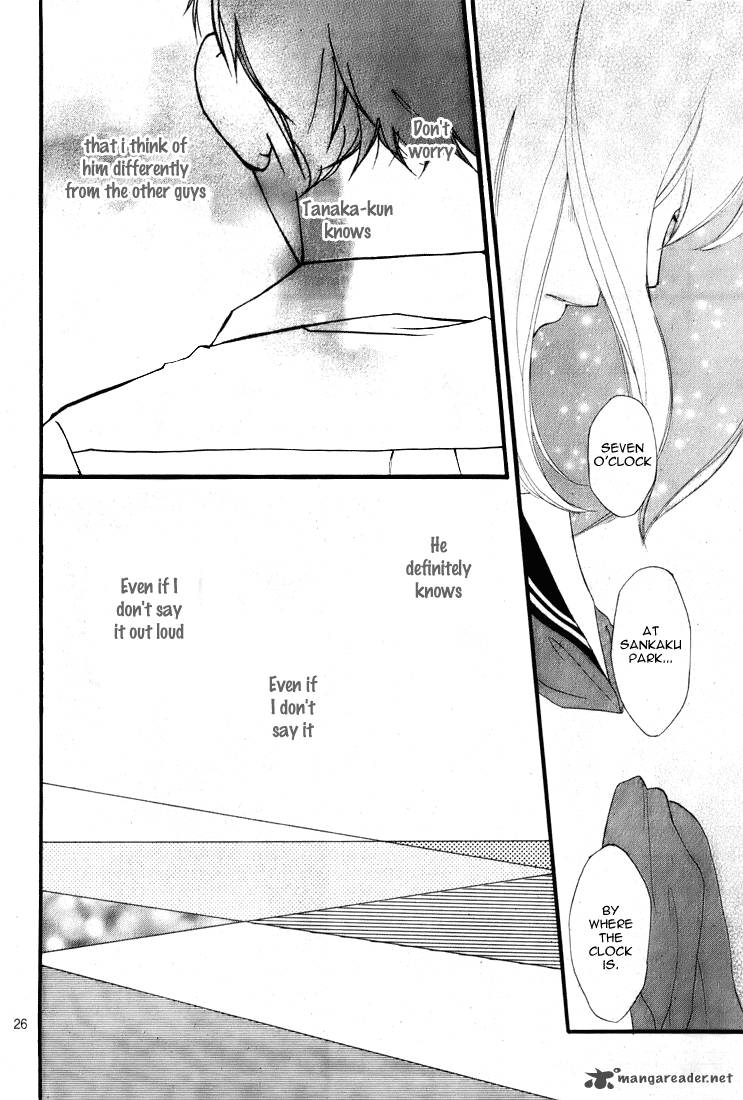 SEVEN
O'CLOCK
AT
SANKAKU
PARK...
BY
WHERE
THE
CLOCK
IS.
Don't
worry
Tanaka-kun
knows
that i think of
him differently
from the other guys
He
definitely
knows
Even if
I don't
say it
Even if I
don't say
it out loud
26
mangareader.net